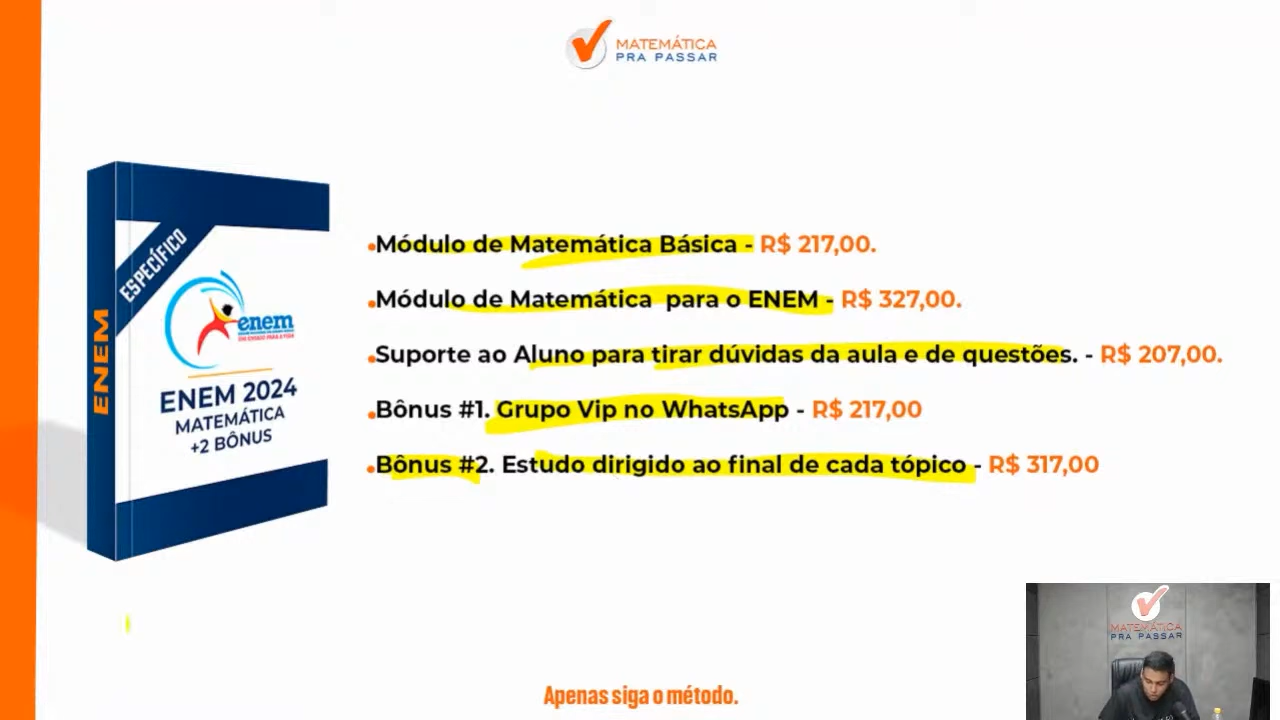 MATEMÁTICA
PRA PASSAR
ESPECÍFICO
ENEM
enem
ENEM 2024
MATEMÁTICA
+2 BÔNUS
•Módulo de Matemática Básica - R$ 217,00.
•Módulo de Matemática para o ENEM - R$ 327,00.
•Suporte ao Aluno para tirar dúvidas da aula e de questões. - R$ 207,00.
•Bônus #1. Grupo Vip no WhatsApp - R$ 217,00
•Bônus #2. Estudo dirigido ao final de cada tópico - R$ 317,00
MATEMÁTICA
PRA PASSAR
Apenas siga o método.